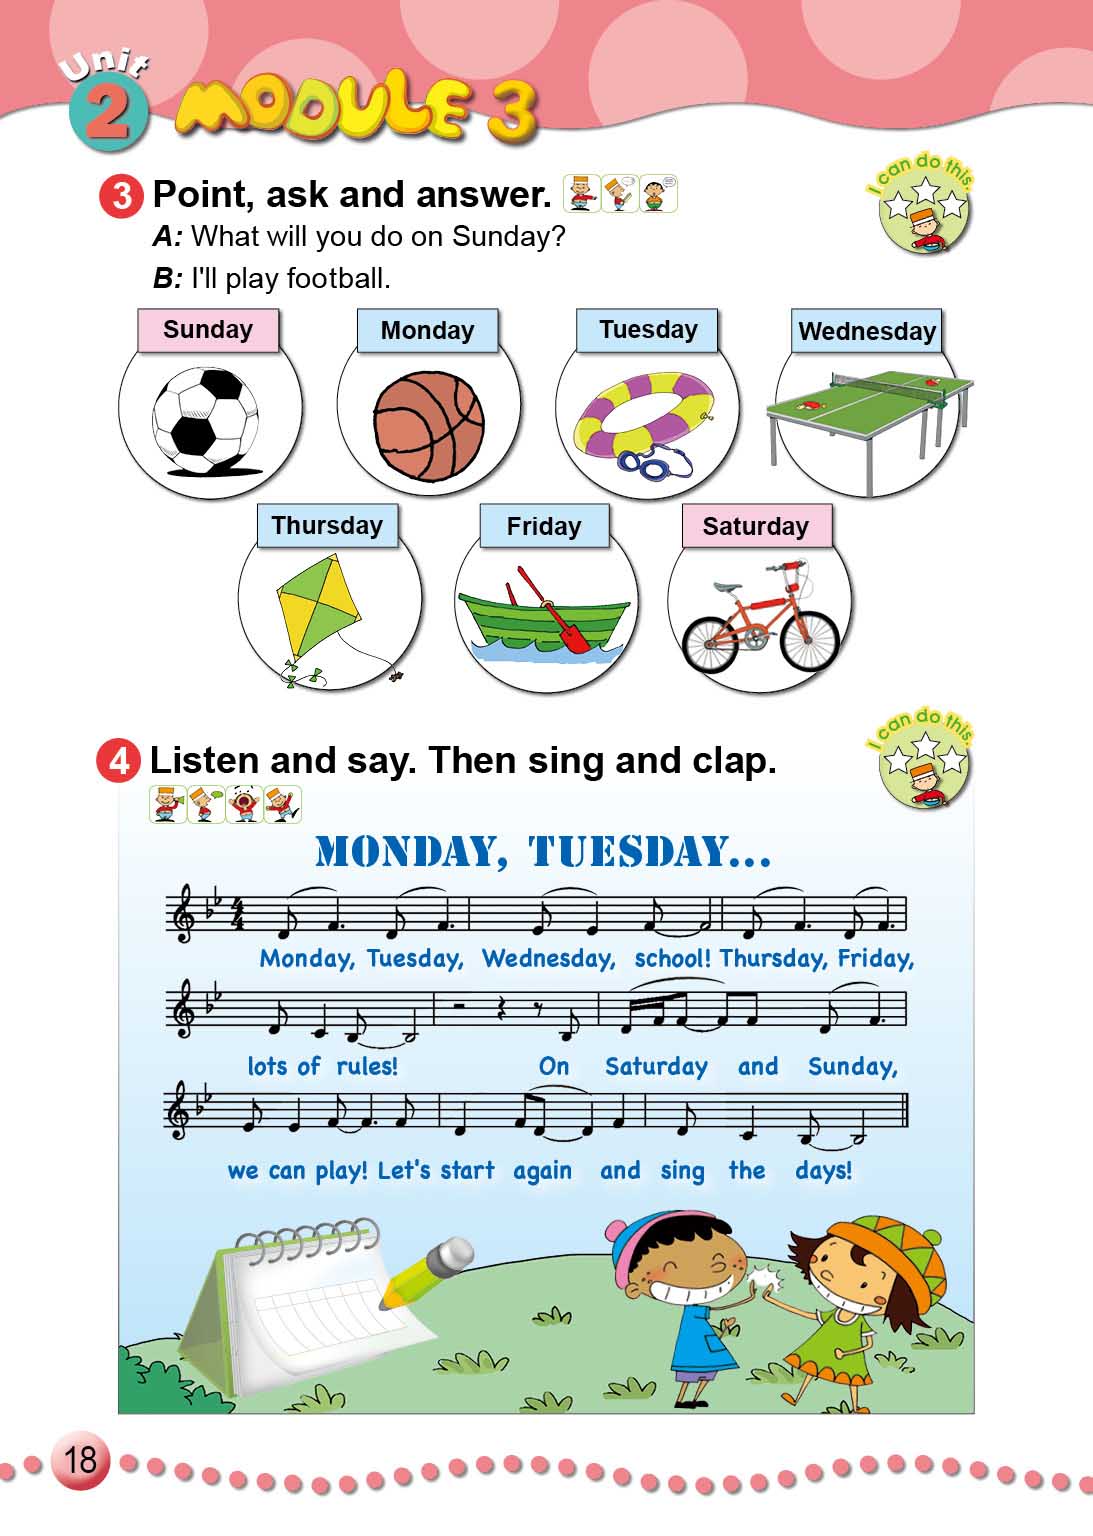 Unit
2 MODULE 3
3 Point, ask and answer.
I can do this.
A: What will you do on Sunday?
B: I'll play football.
Sunday Monday Tuesday Wednesday
Thursday Friday Saturday
4 Listen and say. Then sing and clap.
I can do this.
MONDAY, TUESDAY...
4 4
Monday, Tuesday, Wednesday, school! Thursday, Friday,
lots of rules! On Saturday and Sunday,
we can play! Let's start again and sing the days!
18